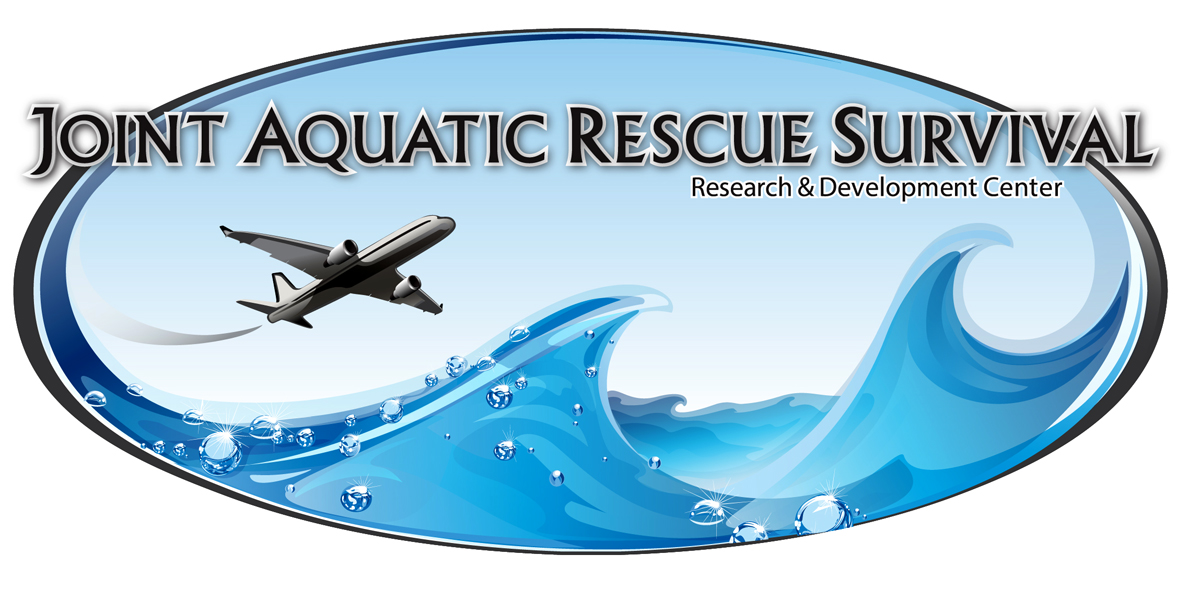 Joint Aquatic Rescue Survival
Research & Development Center